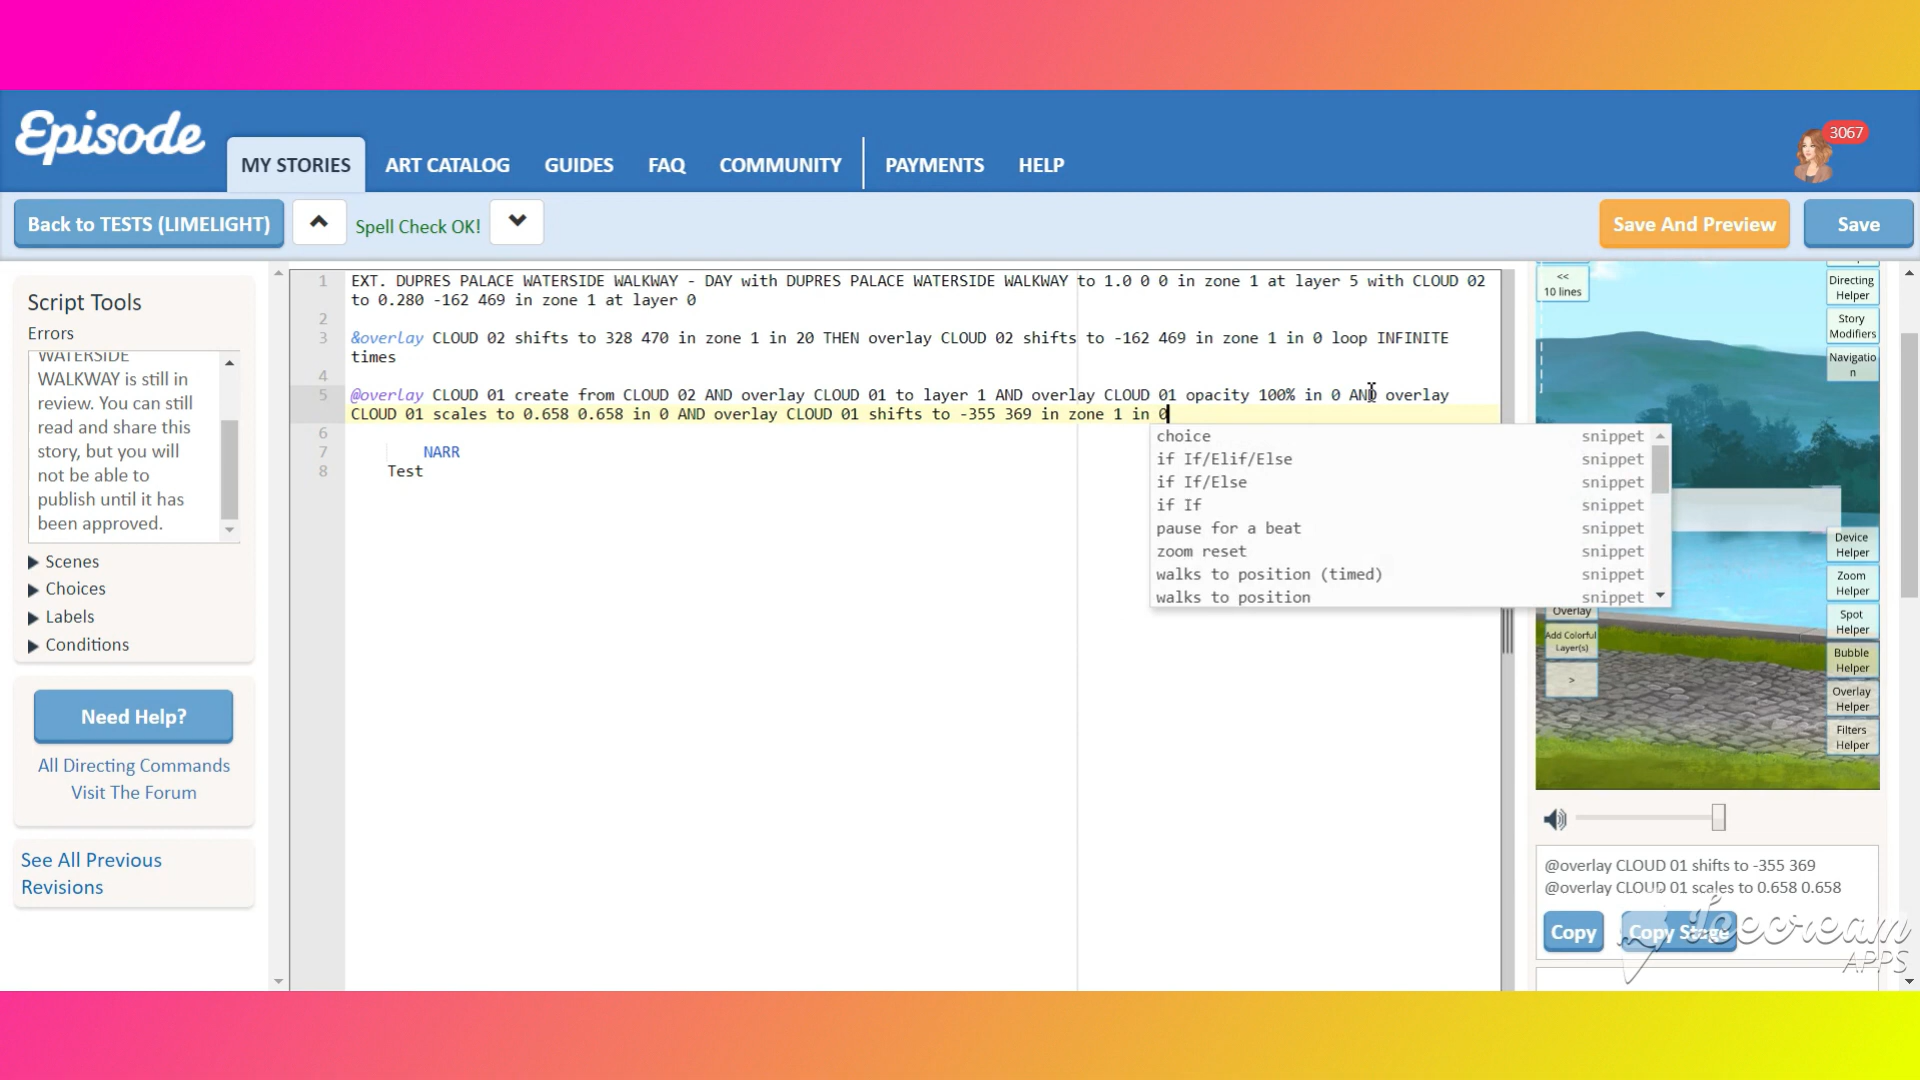 Episode
MY STORIES
ART CATALOG
GUIDES
FAQ
COMMUNITY
PAYMENTS
HELP
3067
Back to TESTS (LIMELIGHT)
Spell Check OK!
Save And Preview
Save
Script Tools
Errors
WATERSIDE
WALKWAY is still in
review. You can still
read and share this
story, but you will
not be able to
publish until it has
been approved.
Scenes
Choices
Labels
Conditions
Need Help?
All Directing Commands
Visit The Forum
See All Previous
Revisions
1 EXT. DUPRES PALACE WATERSIDE WALKWAY - DAY with DUPRES PALACE WATERSIDE WALKWAY to 1.0 0 0 in zone 1 at layer 5 with CLOUD 02
to 0.280 -162 469 in zone 1 at layer 0
2
3 &overlay CLOUD 02 shifts to 328 470 in zone 1 in 20 THEN overlay CLOUD 02 shifts to -162 469 in zone 1 in 0 loop INFINITE
times
4
5 @overlay CLOUD 01 create from CLOUD 02 AND overlay CLOUD 01 to layer 1 AND overlay CLOUD 01 opacity 100% in 0 AND overlay
CLOUD 01 scales to 0.658 0.658 in 0 AND overlay CLOUD 01 shifts to -355 369 in zone 1 in 0
6
7 NARR
8 Test
choice snippet
if If/Elif/Else snippet
if If/Else snippet
if If snippet
pause for a beat snippet
zoom reset snippet
walks to position (timed) snippet
walks to position snippet
<<
10 lines
Directing
Helper
Story
Modifiers
Navigatio
n
Device
Helper
Zoom
Helper
Spot
Helper
Bubble
Helper
Overlay
Helper
Filters
Helper
Overlay
Add Colorful
Layer(s)
>
@overlay CLOUD 01 shifts to -355 369
@overlay CLOUD 01 scales to 0.658 0.658
Copy
Copy Stage
Icecream
APPS